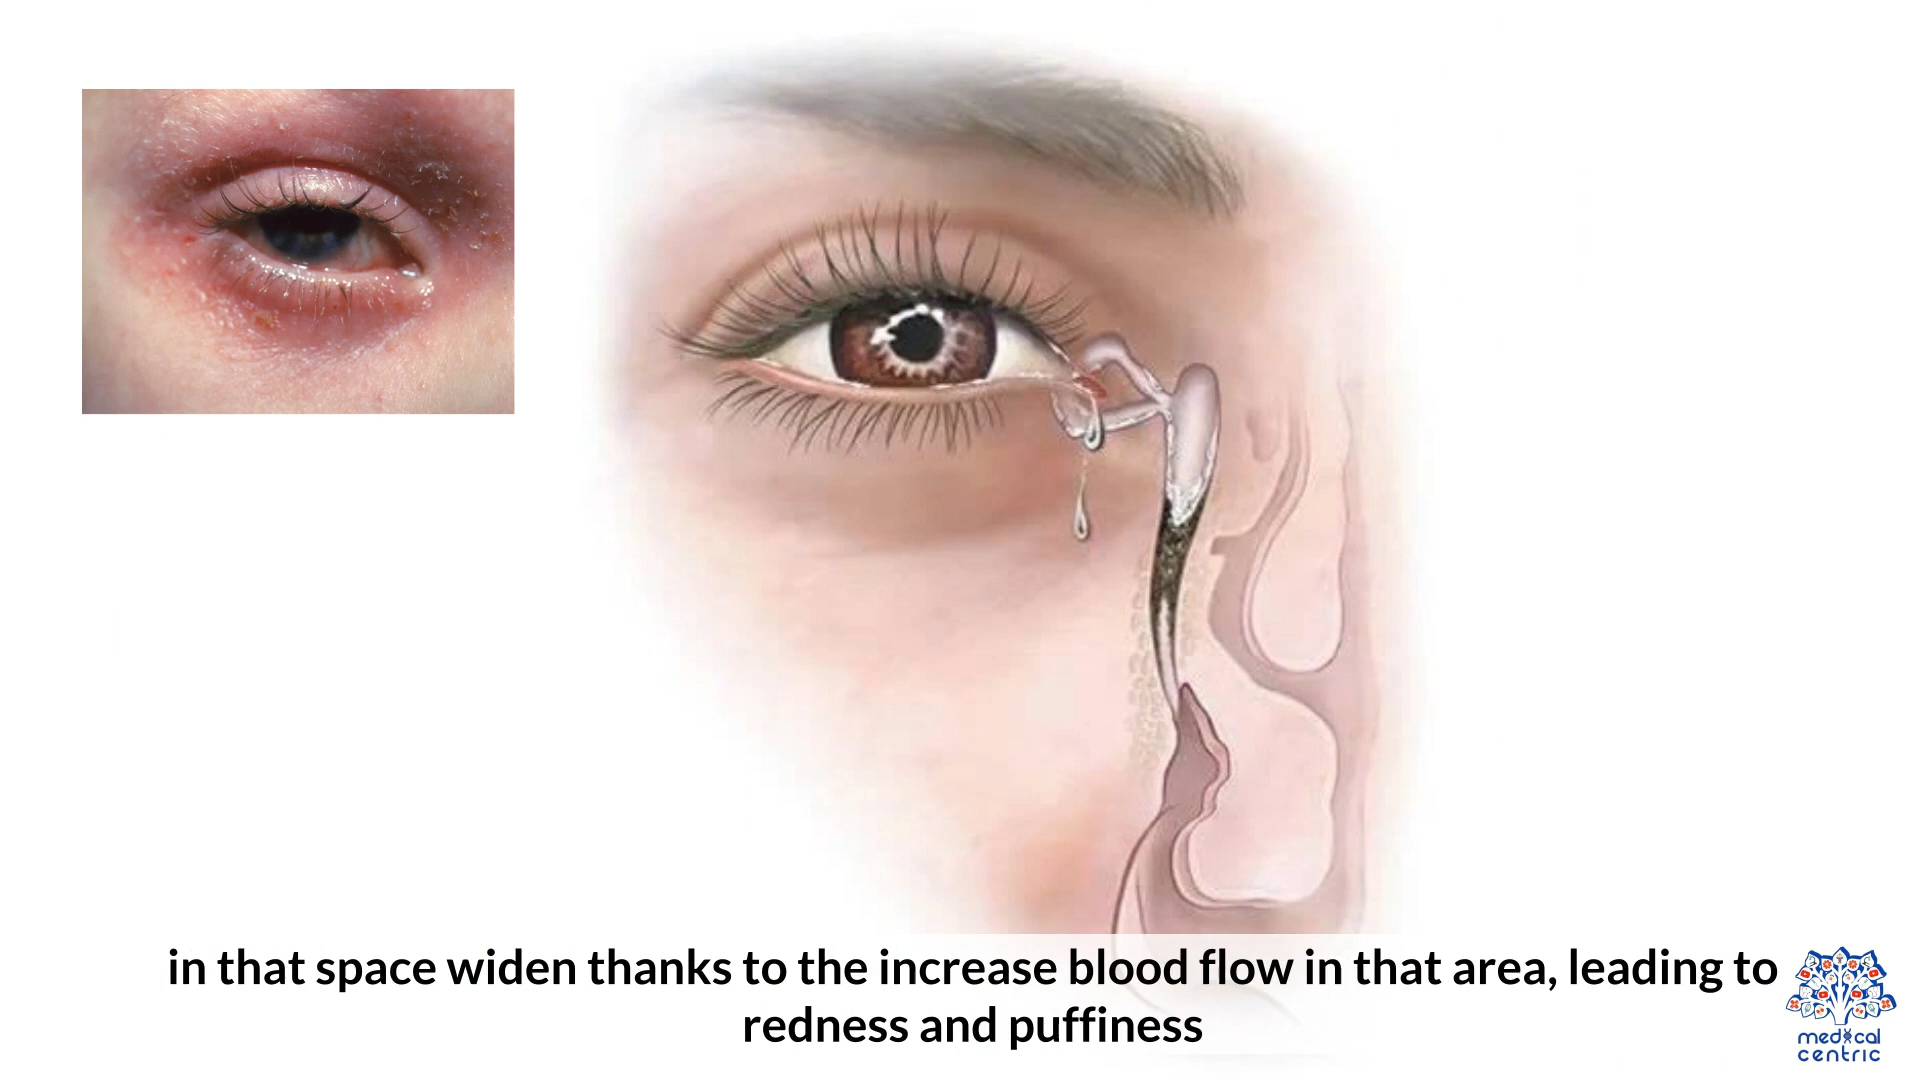 in that space widen thanks to the increase blood flow in that area, leading to
redness and puffiness
medical
centric